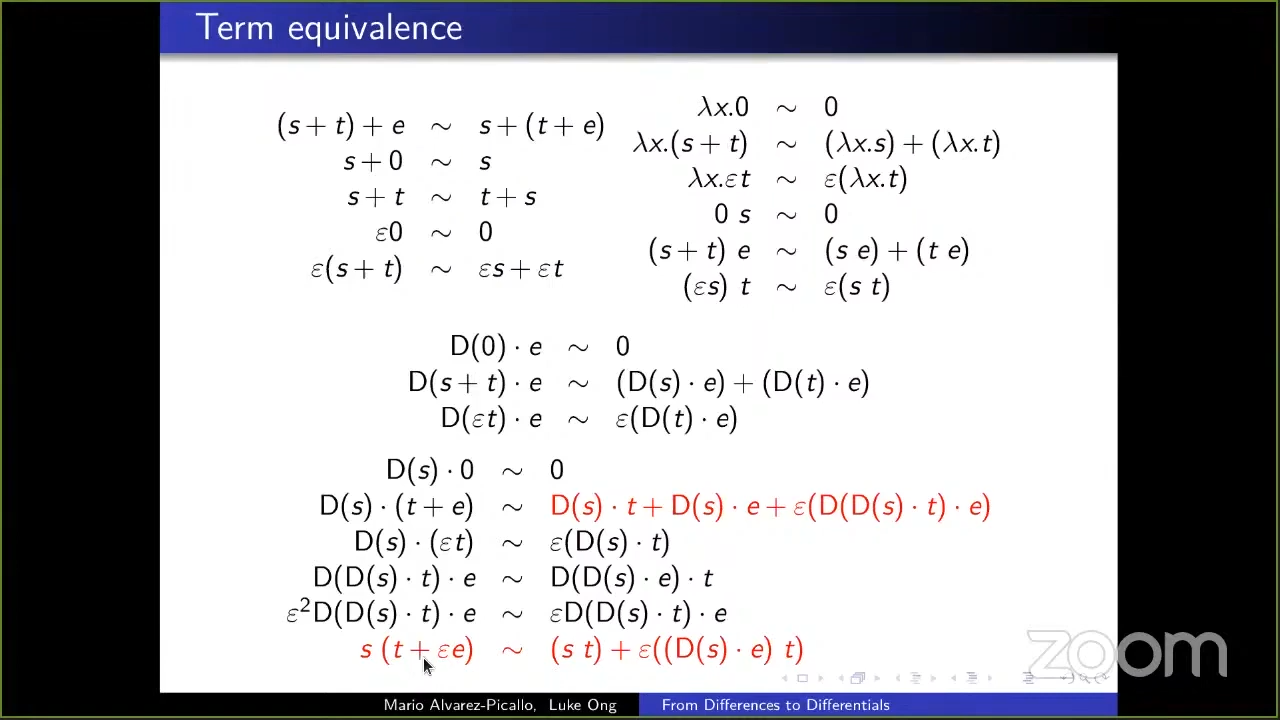 Term equivalence
(s + t) + e ∼ s + (t + e)
s + 0 ∼ s
s + t ∼ t + s
ε0 ∼ 0
ε(s + t) ∼ εs + εt
λx.0 ∼ 0
λx.(s + t) ∼ (λx.s) + (λx.t)
λx.εt ∼ ε(λx.t)
0 s ∼ 0
(s + t) e ∼ (s e) + (t e)
(εs) t ∼ ε(s t)
D(0) · e ∼ 0
D(s + t) · e ∼ (D(s) · e) + (D(t) · e)
D(εt) · e ∼ ε(D(t) · e)
D(s) · 0 ∼ 0
D(s) · (t + e) ∼ D(s) · t + D(s) · e + ε(D(D(s) · t) · e)
D(s) · (εt) ∼ ε(D(s) · t)
D(D(s) · t) · e ∼ D(D(s) · e) · t
ε²D(D(s) · t) · e ∼ εD(D(s) · t) · e
s (t + εe) ∼ (s t) + ε((D(s) · e) t)
zoom
Mario Alvarez-Picallo, Luke Ong From Differences to Differentials